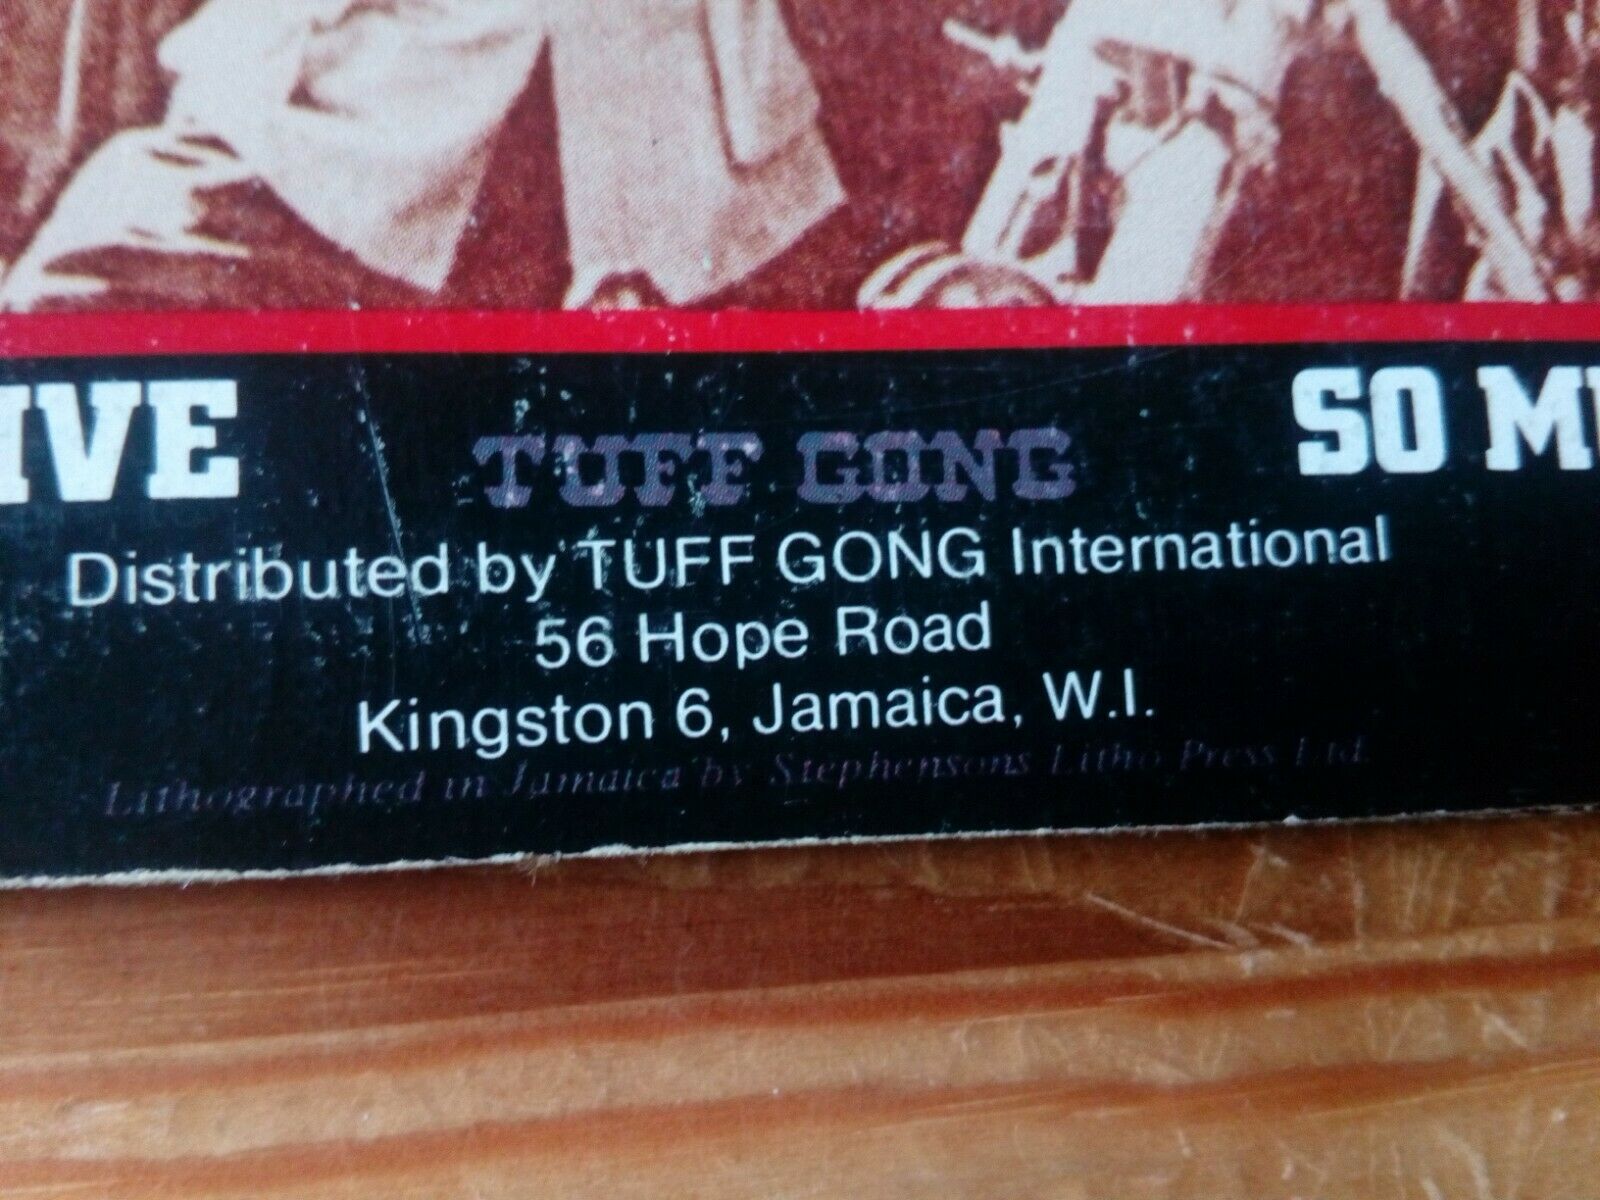 IVE
TUFF GONG
SO M
Distributed by TUFF GONG International
56 Hope Road
Kingston 6, Jamaica, W.I.
Lithographed in Jamaica by Stephensons Litho Press Ltd.